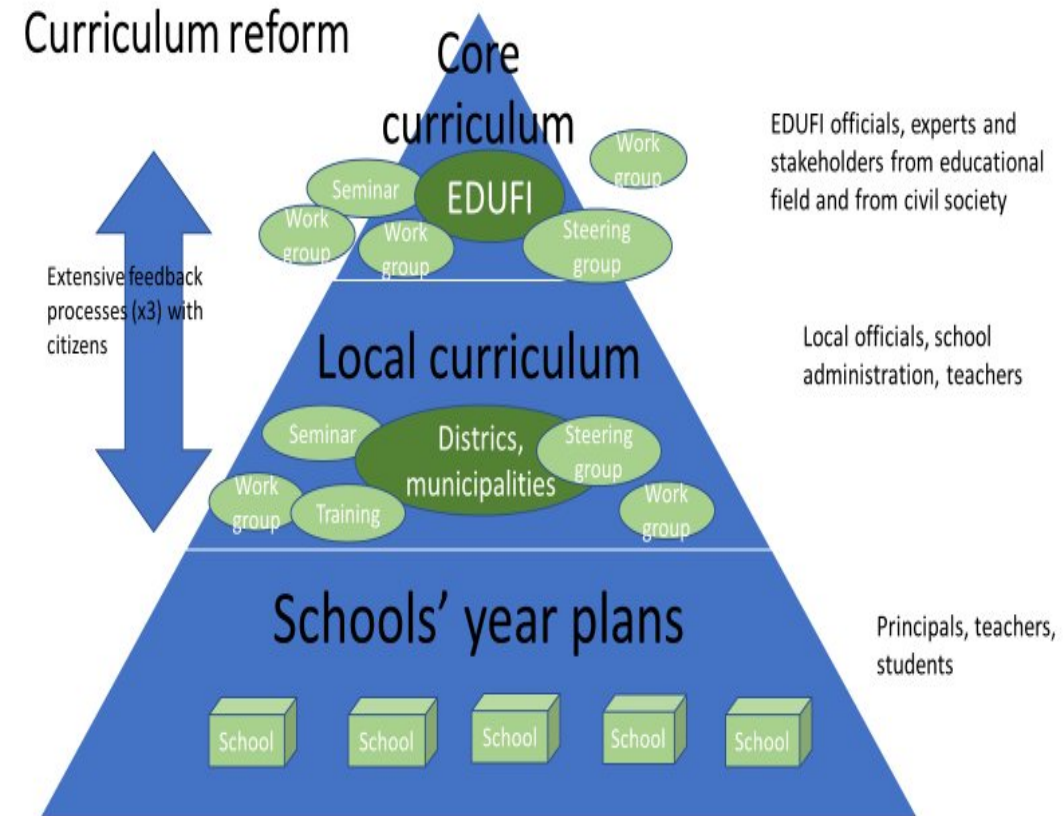 Curriculum reform
Core
curriculum
EDUFI officials, experts and
stakeholders from educational
field and from civil society
Work
group
Seminar
EDUFI
Work
group
Work
group
Steering
group
Extensive feedback
processes (x3) with
citizens
Local curriculum
Local officials, school
administration, teachers
Seminar
Districs,
municipalities
Steering
group
Work
group
Training
Work
group
Schools’ year plans
Principals, teachers,
students
School
School
School
School
School